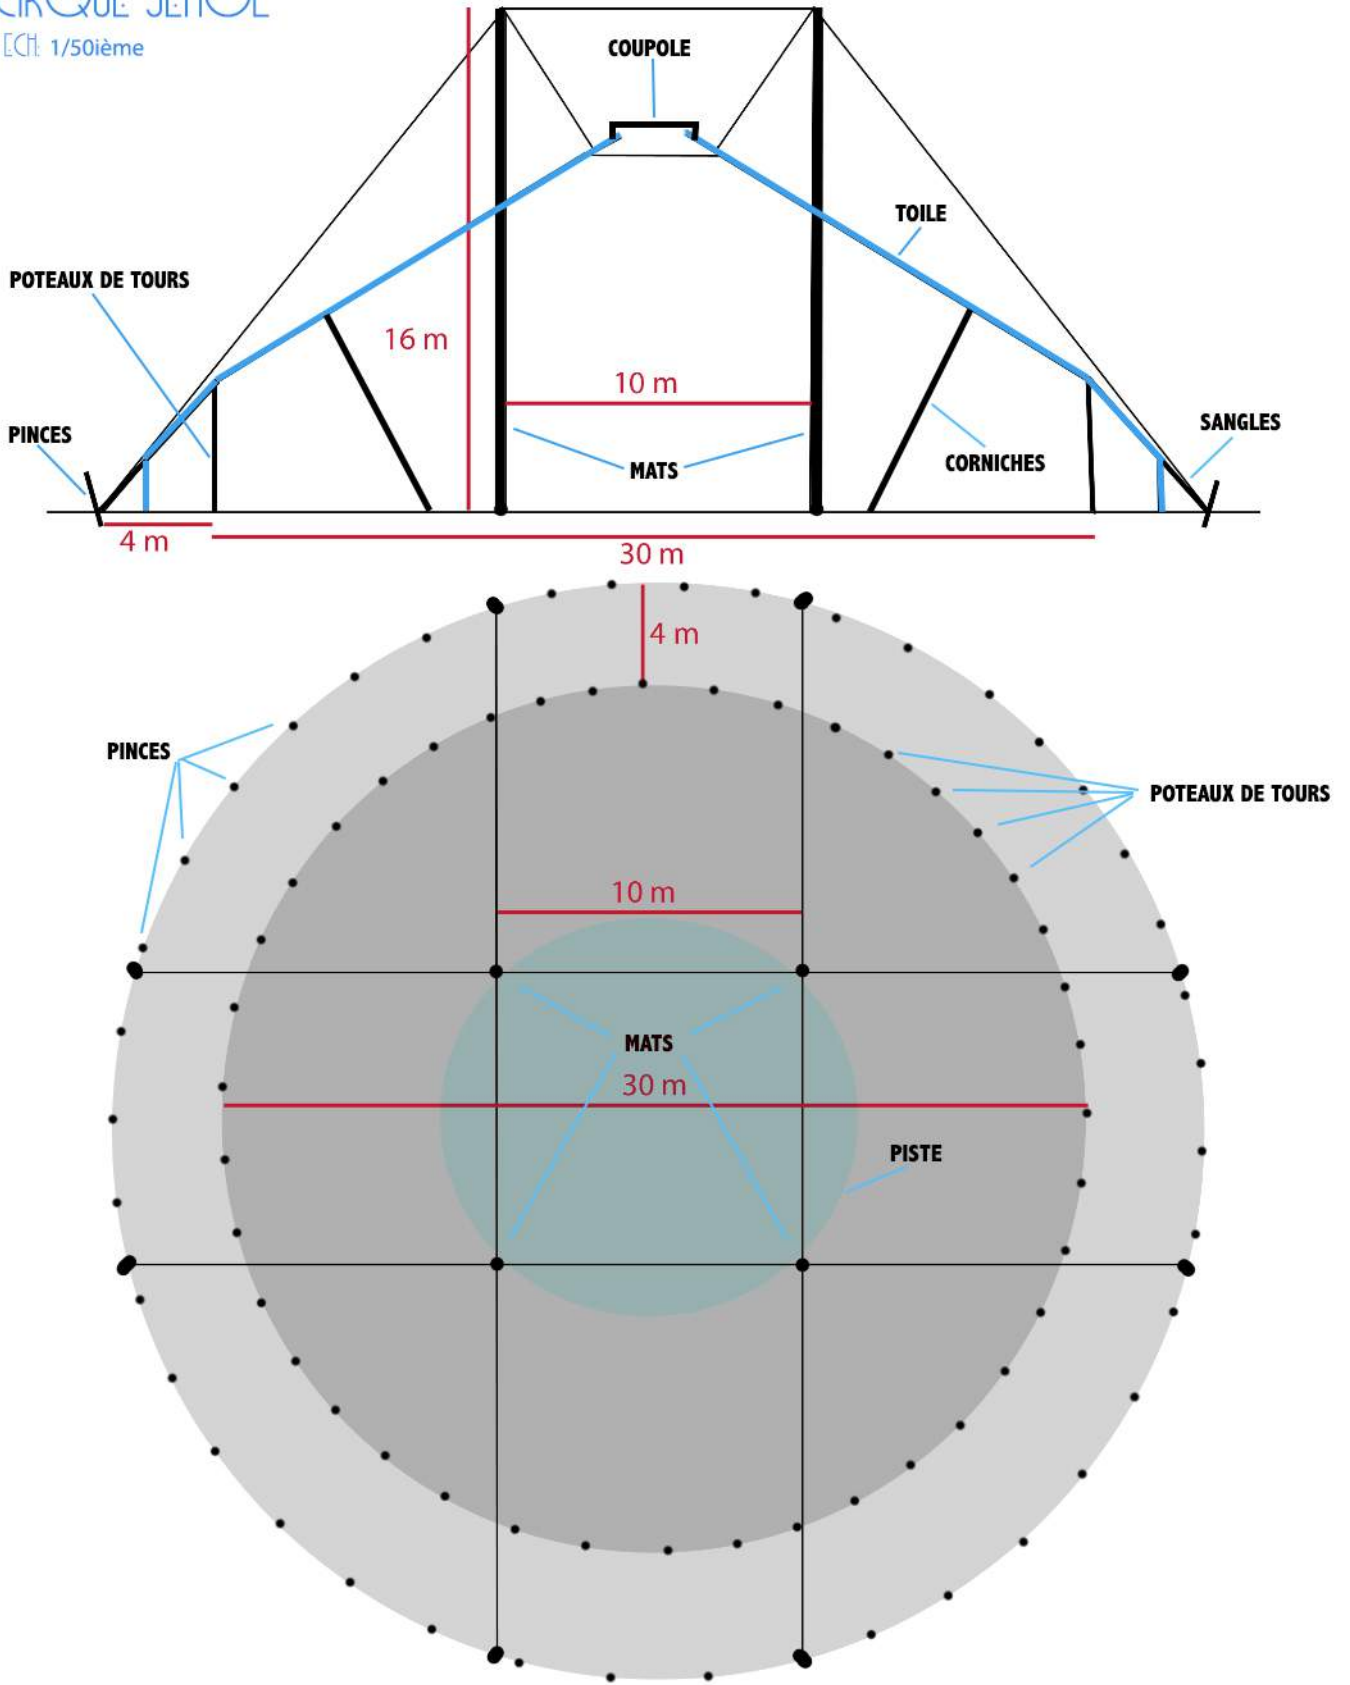 ECH: 1/50ième
COUPOLE
TOILE
POTEAUX DE TOURS
16 m
10 m
PINCES
SANGLES
MATS
CORNICHES
4 m
30 m
4 m
PINCES
POTEAUX DE TOURS
10 m
MATS
30 m
PISTE